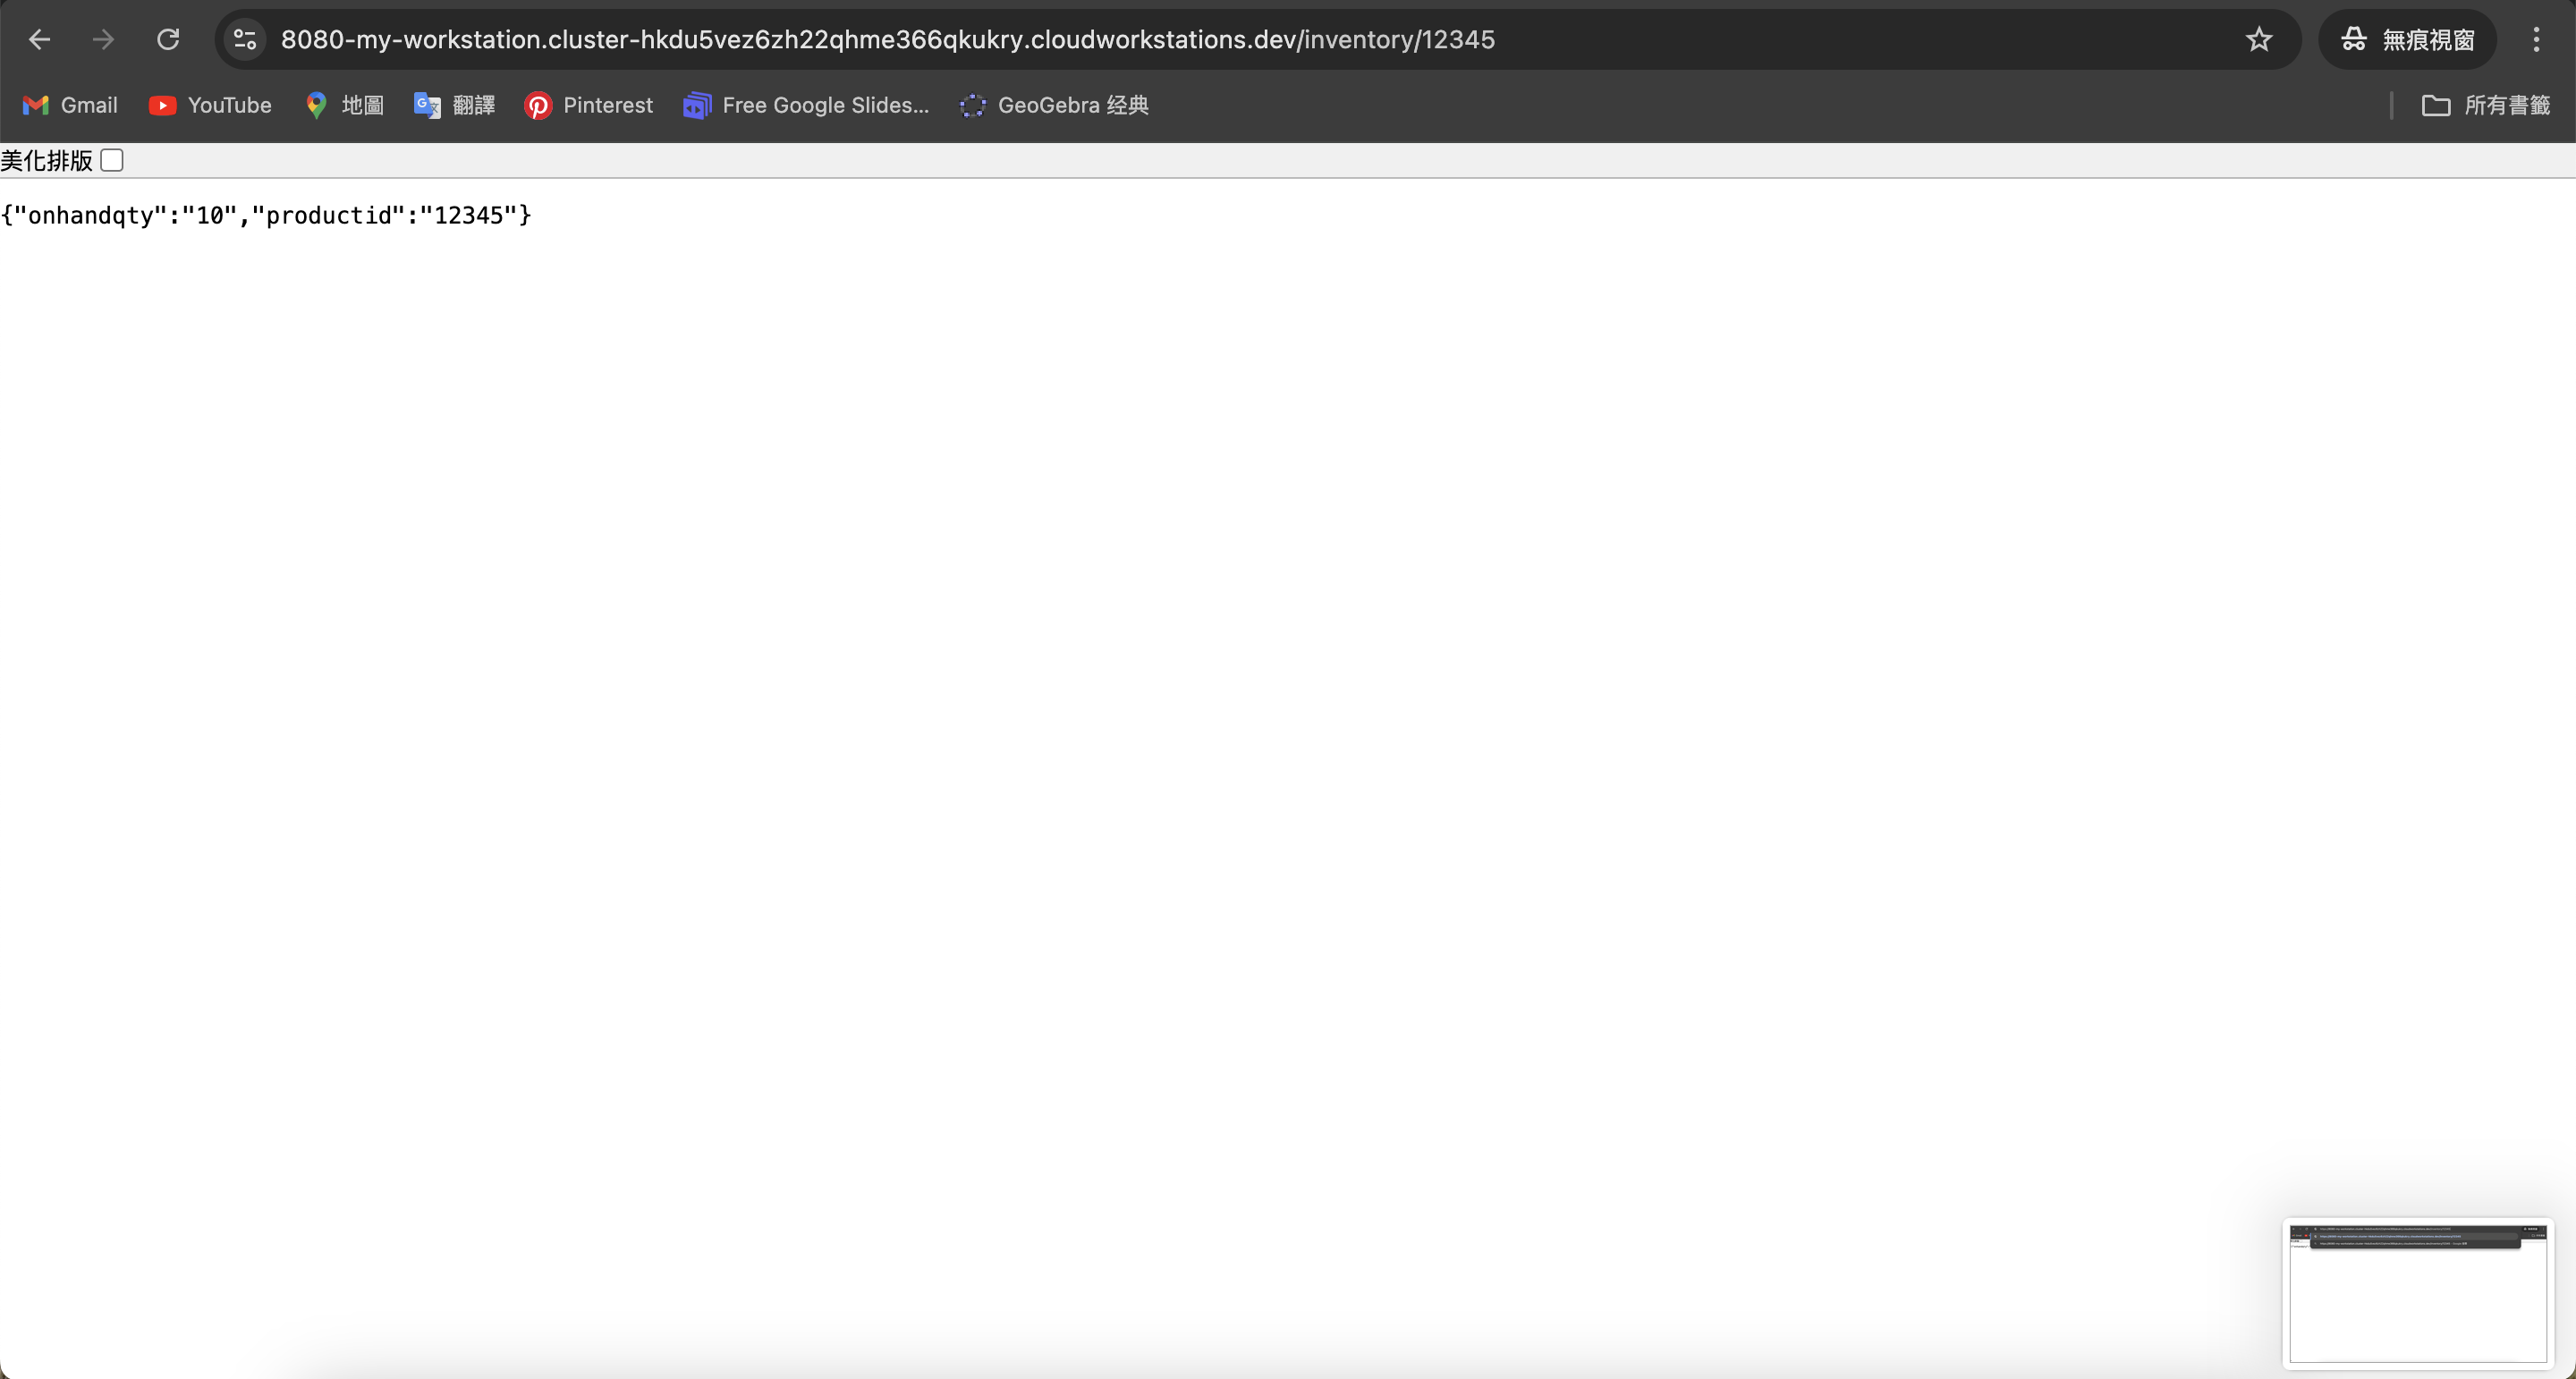 8080-my-workstation.cluster-hkdu5vez6zh22qhme366qkukry.cloudworkstations.dev/inventory/12345
無痕視窗
Gmail YouTube 地圖 翻譯 Pinterest Free Google Slides... GeoGebra 经典 所有書籤
美化排版
{"onhandqty":"10","productid":"12345"}